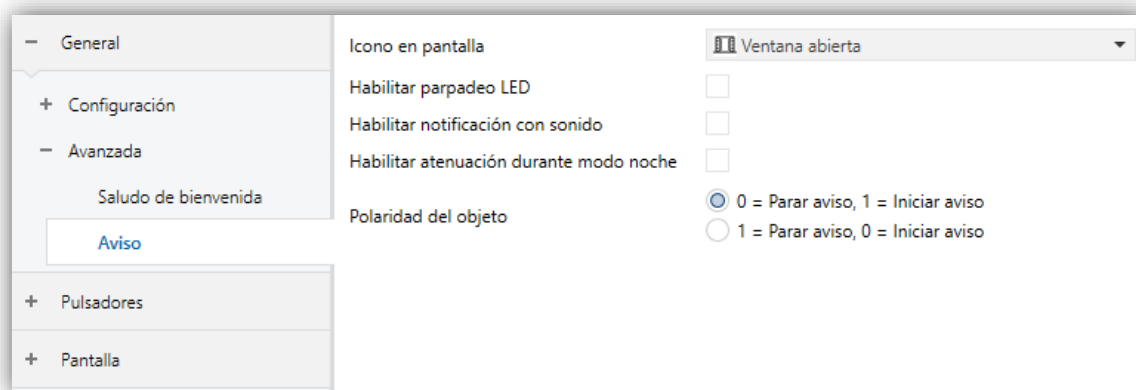 General
Configuración
Avanzada
Saludo de bienvenida
Aviso
Pulsadores
Pantalla
Icono en pantalla
Ventana abierta
Habilitar parpadeo LED
Habilitar notificación con sonido
Habilitar atenuación durante modo noche
Polaridad del objeto
0 = Parar aviso, 1 = Iniciar aviso
1 = Parar aviso, 0 = Iniciar aviso